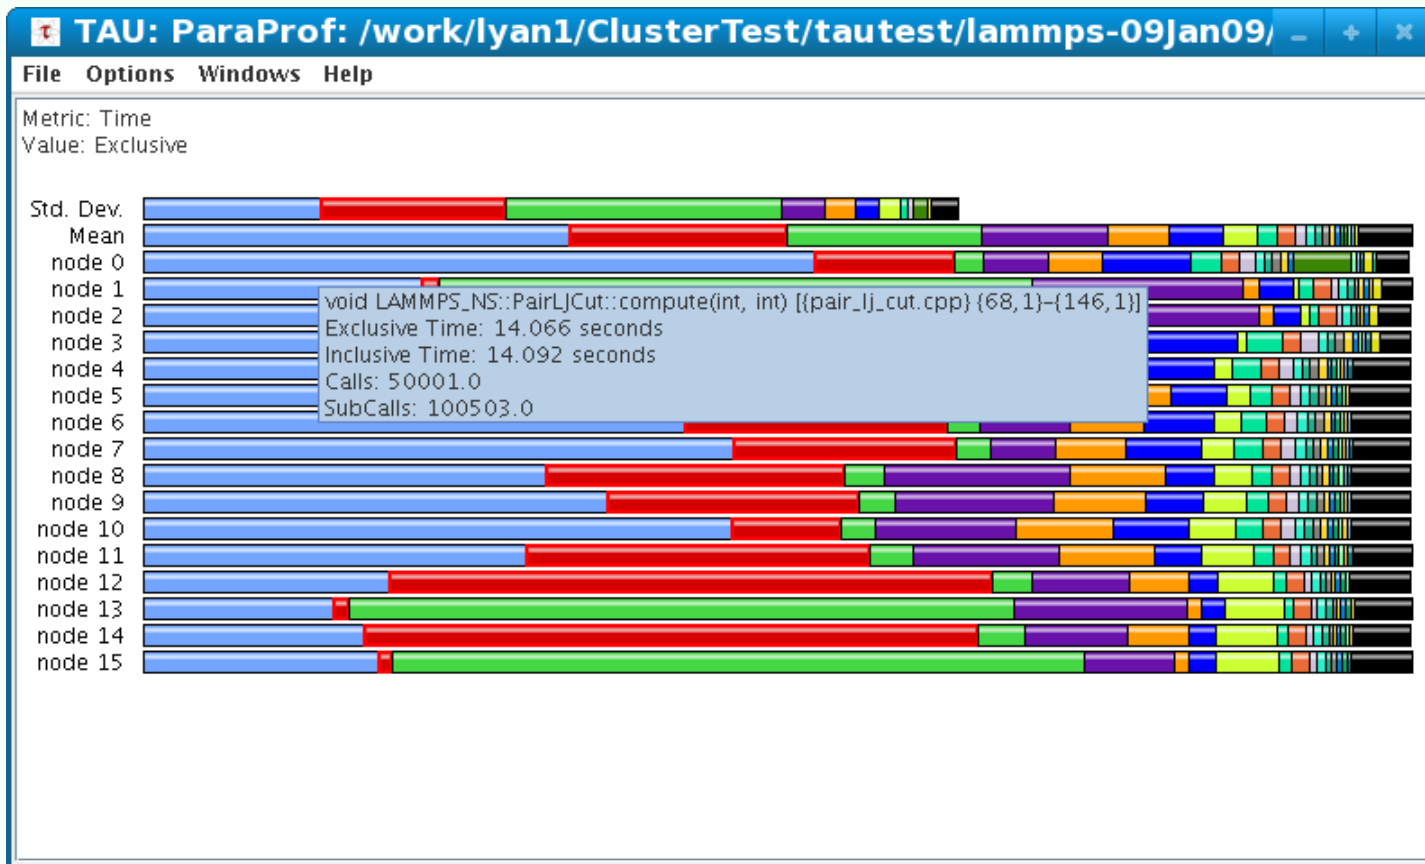 TAU: ParaProf: /work/lyan1/ClusterTest/tautest/lammps-09Jan09/
File Options Windows Help
Metric: Time
Value: Exclusive
Std. Dev.
Mean
node 0
node 1
void LAMMPS_NS::PairLJCut::compute(int, int) [{pair_lj_cut.cpp} {68,1}-{146,1}]
node 2
Exclusive Time: 14.066 seconds
node 3
Inclusive Time: 14.092 seconds
node 4
Calls: 50001.0
node 5
SubCalls: 100503.0
node 6
node 7
node 8
node 9
node 10
node 11
node 12
node 13
node 14
node 15